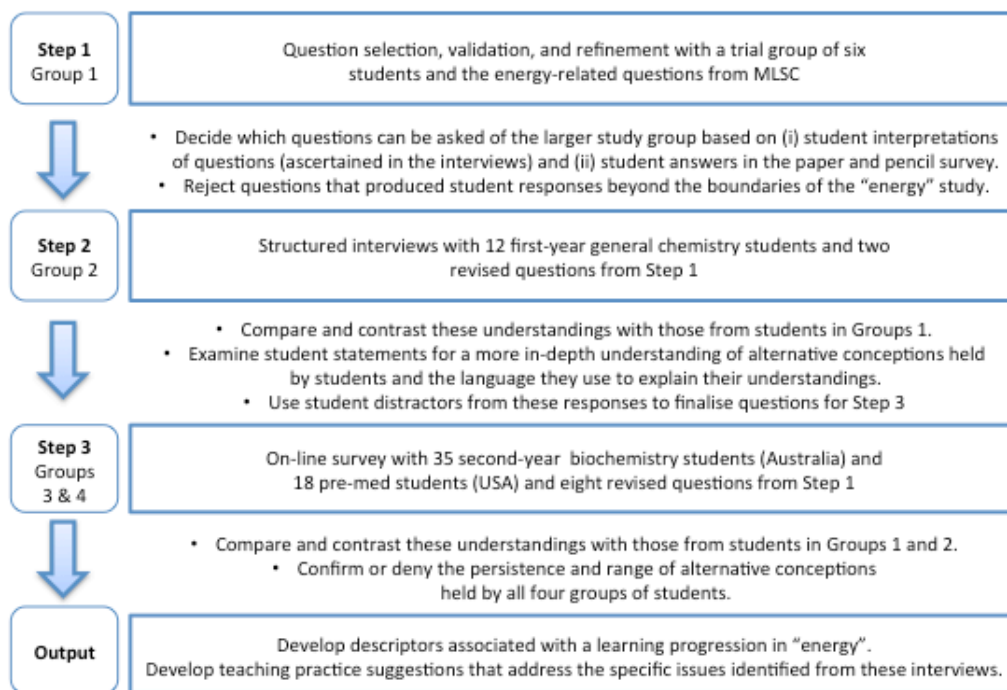 Step 1
Group 1
Question selection, validation, and refinement with a trial group of six
students and the energy-related questions from MLSC
• Decide which questions can be asked of the larger study group based on (i) student interpretations
of questions (ascertained in the interviews) and (ii) student answers in the paper and pencil survey.
• Reject questions that produced student responses beyond the boundaries of the “energy” study.
Step 2
Group 2
Structured interviews with 12 first-year general chemistry students and two
revised questions from Step 1
• Compare and contrast these understandings with those from students in Groups 1.
• Examine student statements for a more in-depth understanding of alternative conceptions held
by students and the language they use to explain their understandings.
• Use student distractors from these responses to finalise questions for Step 3
Step 3
Groups
3 & 4
On-line survey with 35 second-year biochemistry students (Australia) and
18 pre-med students (USA) and eight revised questions from Step 1
• Compare and contrast these understandings with those from students in Groups 1 and 2.
• Confirm or deny the persistence and range of alternative conceptions
held by all four groups of students.
Output
Develop descriptors associated with a learning progression in “energy”.
Develop teaching practice suggestions that address the specific issues identified from these interviews.